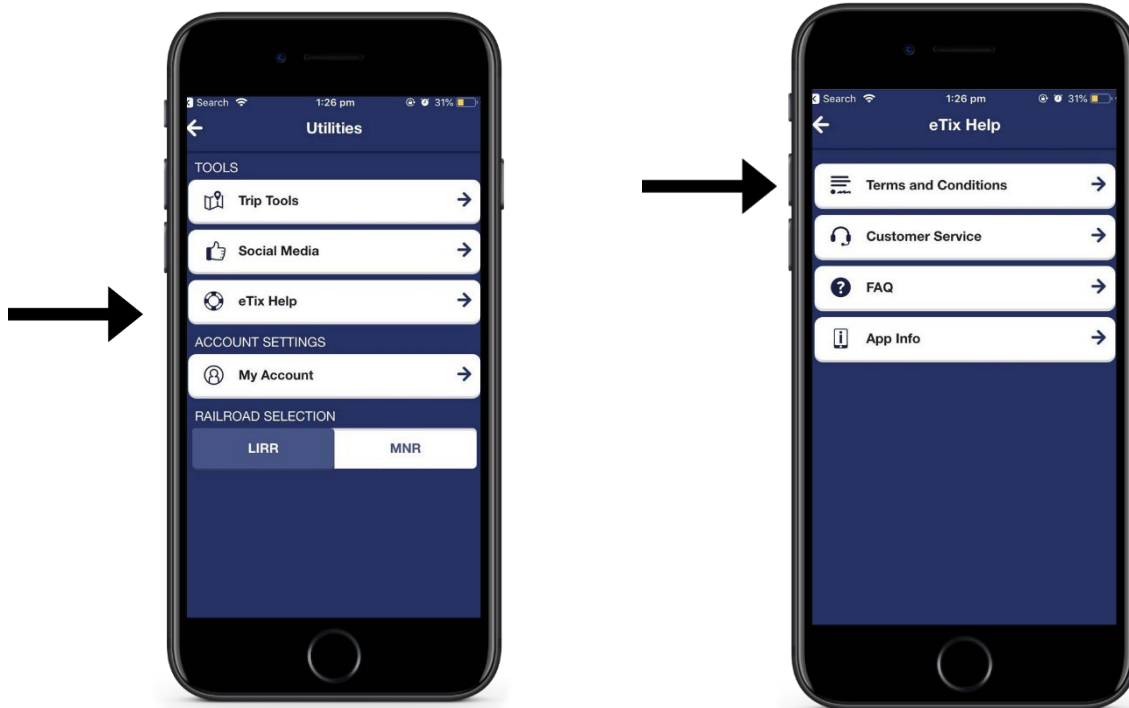 Search 1:26 pm 31%
Utilities
TOOLS
Trip Tools
Social Media
eTix Help
ACCOUNT SETTINGS
My Account
RAILROAD SELECTION
LIRR MNR
Search 1:26 pm 31%
eTix Help
Terms and Conditions
Customer Service
FAQ
App Info